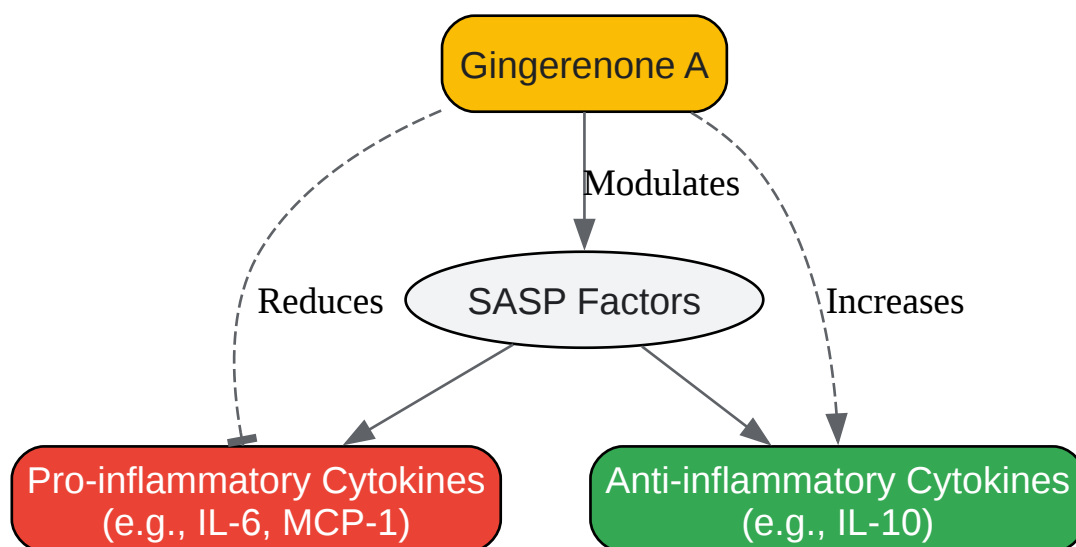 Gingerenone A
Modulates
Reduces
SASP Factors
Increases
Pro-inflammatory Cytokines
(e.g., IL-6, MCP-1)
Anti-inflammatory Cytokines
(e.g., IL-10)